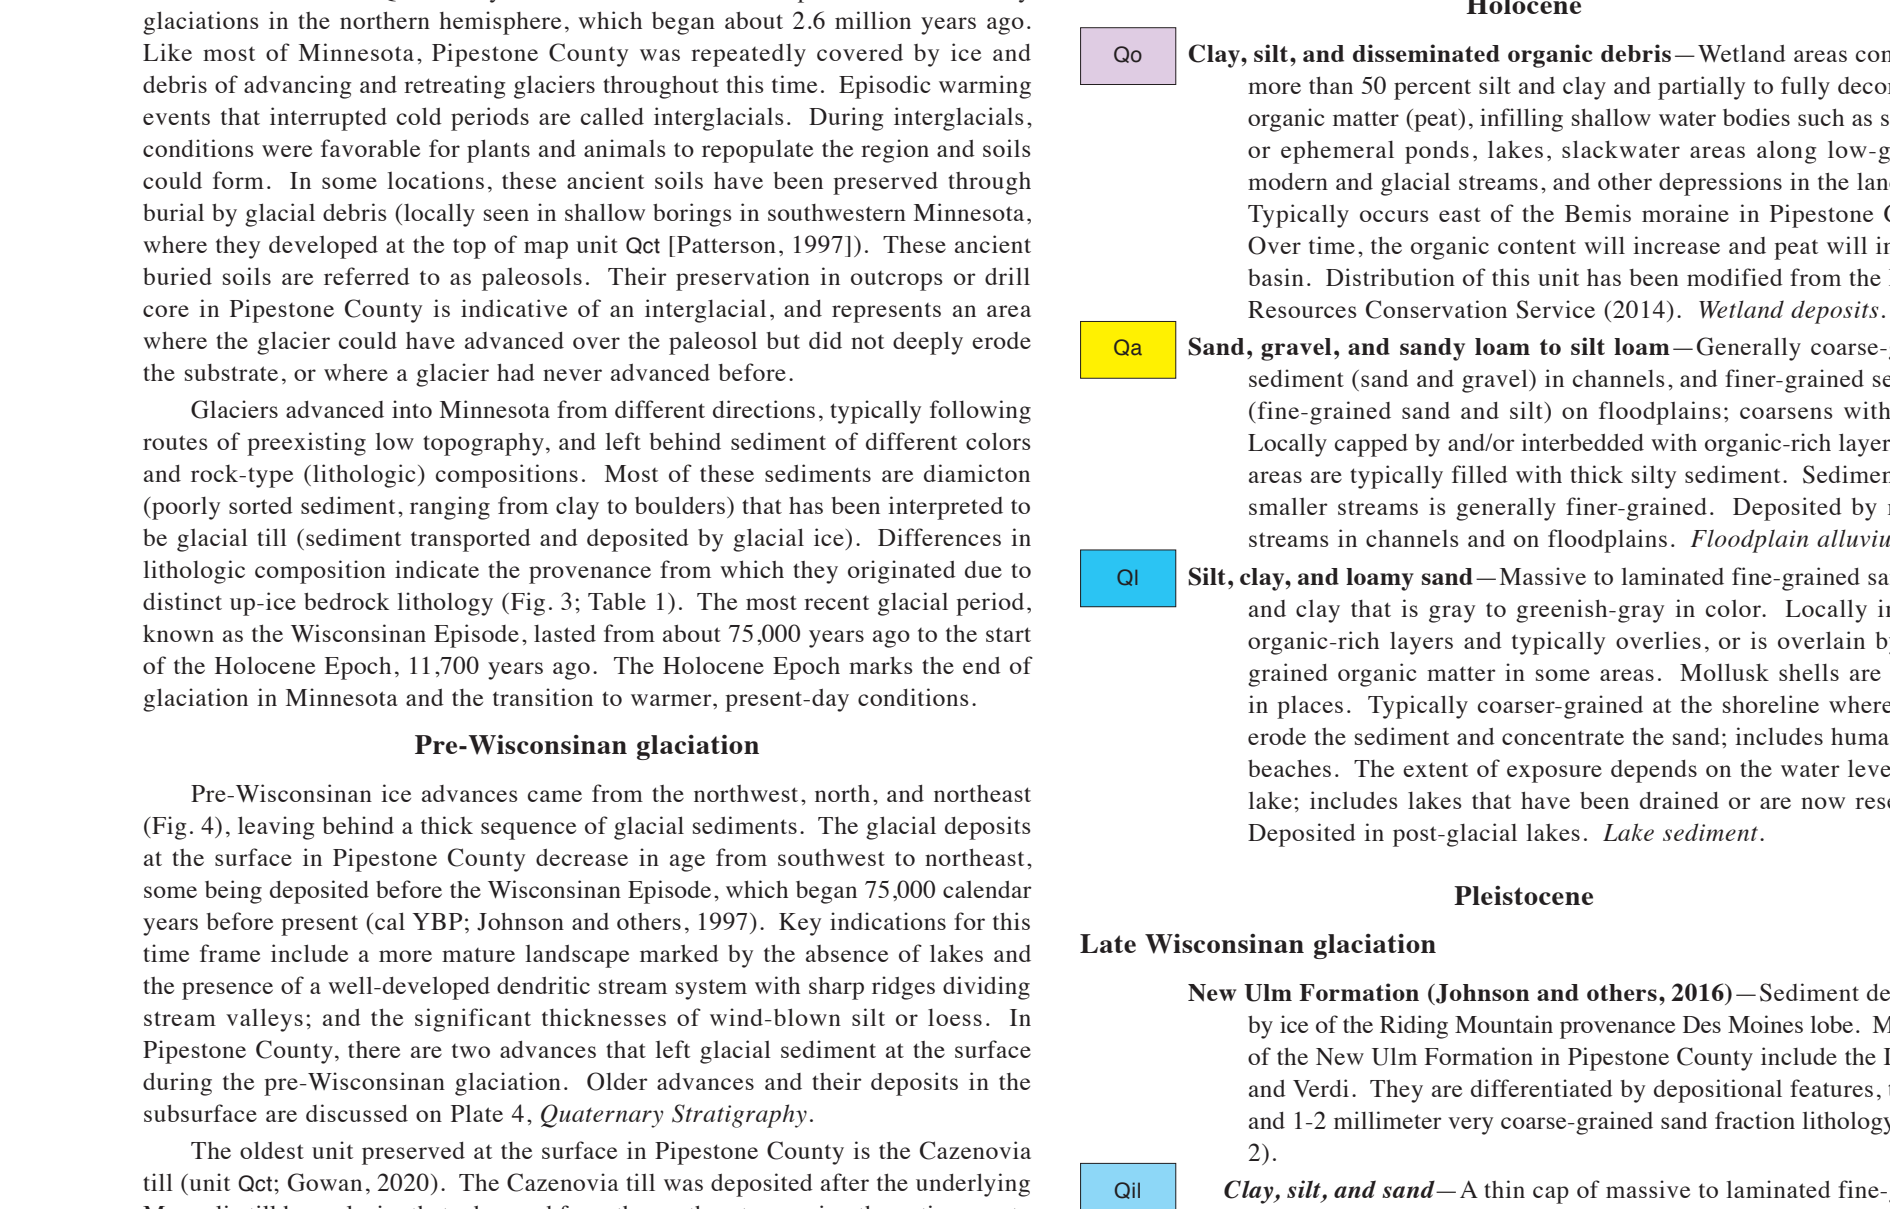 glaciations in the northern hemisphere, which began about 2.6 million years ago.
Like most of Minnesota, Pipestone County was repeatedly covered by ice and
debris of advancing and retreating glaciers throughout this time. Episodic warming
events that interrupted cold periods are called interglacials. During interglacials,
conditions were favorable for plants and animals to repopulate the region and soils
could form. In some locations, these ancient soils have been preserved through
burial by glacial debris (locally seen in shallow borings in southwestern Minnesota,
where they developed at the top of map unit Qct [Patterson, 1997]). These ancient
buried soils are referred to as paleosols. Their preservation in outcrops or drill
core in Pipestone County is indicative of an interglacial, and represents an area
where the glacier could have advanced over the paleosol but did not deeply erode
the substrate, or where a glacier had never advanced before.
Glaciers advanced into Minnesota from different directions, typically following
routes of preexisting low topography, and left behind sediment of different colors
and rock-type (lithologic) compositions. Most of these sediments are diamicton
(poorly sorted sediment, ranging from clay to boulders) that has been interpreted to
be glacial till (sediment transported and deposited by glacial ice). Differences in
lithologic composition indicate the provenance from which they originated due to
distinct up-ice bedrock lithology (Fig. 3; Table 1). The most recent glacial period,
known as the Wisconsinan Episode, lasted from about 75,000 years ago to the start
of the Holocene Epoch, 11,700 years ago. The Holocene Epoch marks the end of
glaciation in Minnesota and the transition to warmer, present-day conditions.
Pre-Wisconsinan glaciation
Pre-Wisconsinan ice advances came from the northwest, north, and northeast
(Fig. 4), leaving behind a thick sequence of glacial sediments. The glacial deposits
at the surface in Pipestone County decrease in age from southwest to northeast,
some being deposited before the Wisconsinan Episode, which began 75,000 calendar
years before present (cal YBP; Johnson and others, 1997). Key indications for this
time frame include a more mature landscape marked by the absence of lakes and
the presence of a well-developed dendritic stream system with sharp ridges dividing
stream valleys; and the significant thicknesses of wind-blown silt or loess. In
Pipestone County, there are two advances that left glacial sediment at the surface
during the pre-Wisconsinan glaciation. Older advances and their deposits in the
subsurface are discussed on Plate 4, Quaternary Stratigraphy.
The oldest unit preserved at the surface in Pipestone County is the Cazenovia
till (unit Qct; Gowan, 2020). The Cazenovia till was deposited after the underlying
Holocene
Qo
Clay, silt, and disseminated organic debris—Wetland areas con
more than 50 percent silt and clay and partially to fully deco
organic matter (peat), infilling shallow water bodies such as s
or ephemeral ponds, lakes, slackwater areas along low-g
modern and glacial streams, and other depressions in the lan
Typically occurs east of the Bemis moraine in Pipestone C
Over time, the organic content will increase and peat will in
basin. Distribution of this unit has been modified from the
Resources Conservation Service (2014). Wetland deposits.
Qa
Sand, gravel, and sandy loam to silt loam—Generally coarse-
sediment (sand and gravel) in channels, and finer-grained se
(fine-grained sand and silt) on floodplains; coarsens with
Locally capped by and/or interbedded with organic-rich layer
areas are typically filled with thick silty sediment. Sedimen
smaller streams is generally finer-grained. Deposited by
streams in channels and on floodplains. Floodplain alluviu
Ql
Silt, clay, and loamy sand—Massive to laminated fine-grained sa
and clay that is gray to greenish-gray in color. Locally in
organic-rich layers and typically overlies, or is overlain by
grained organic matter in some areas. Mollusk shells are
in places. Typically coarser-grained at the shoreline where
erode the sediment and concentrate the sand; includes huma
beaches. The extent of exposure depends on the water leve
lake; includes lakes that have been drained or are now rese
Deposited in post-glacial lakes. Lake sediment.
Pleistocene
Late Wisconsinan glaciation
New Ulm Formation (Johnson and others, 2016)—Sediment de
by ice of the Riding Mountain provenance Des Moines lobe. M
of the New Ulm Formation in Pipestone County include the
and Verdi. They are differentiated by depositional features,
and 1-2 millimeter very coarse-grained sand fraction lithology
2).
Qil
Clay, silt, and sand—A thin cap of massive to laminated fine-